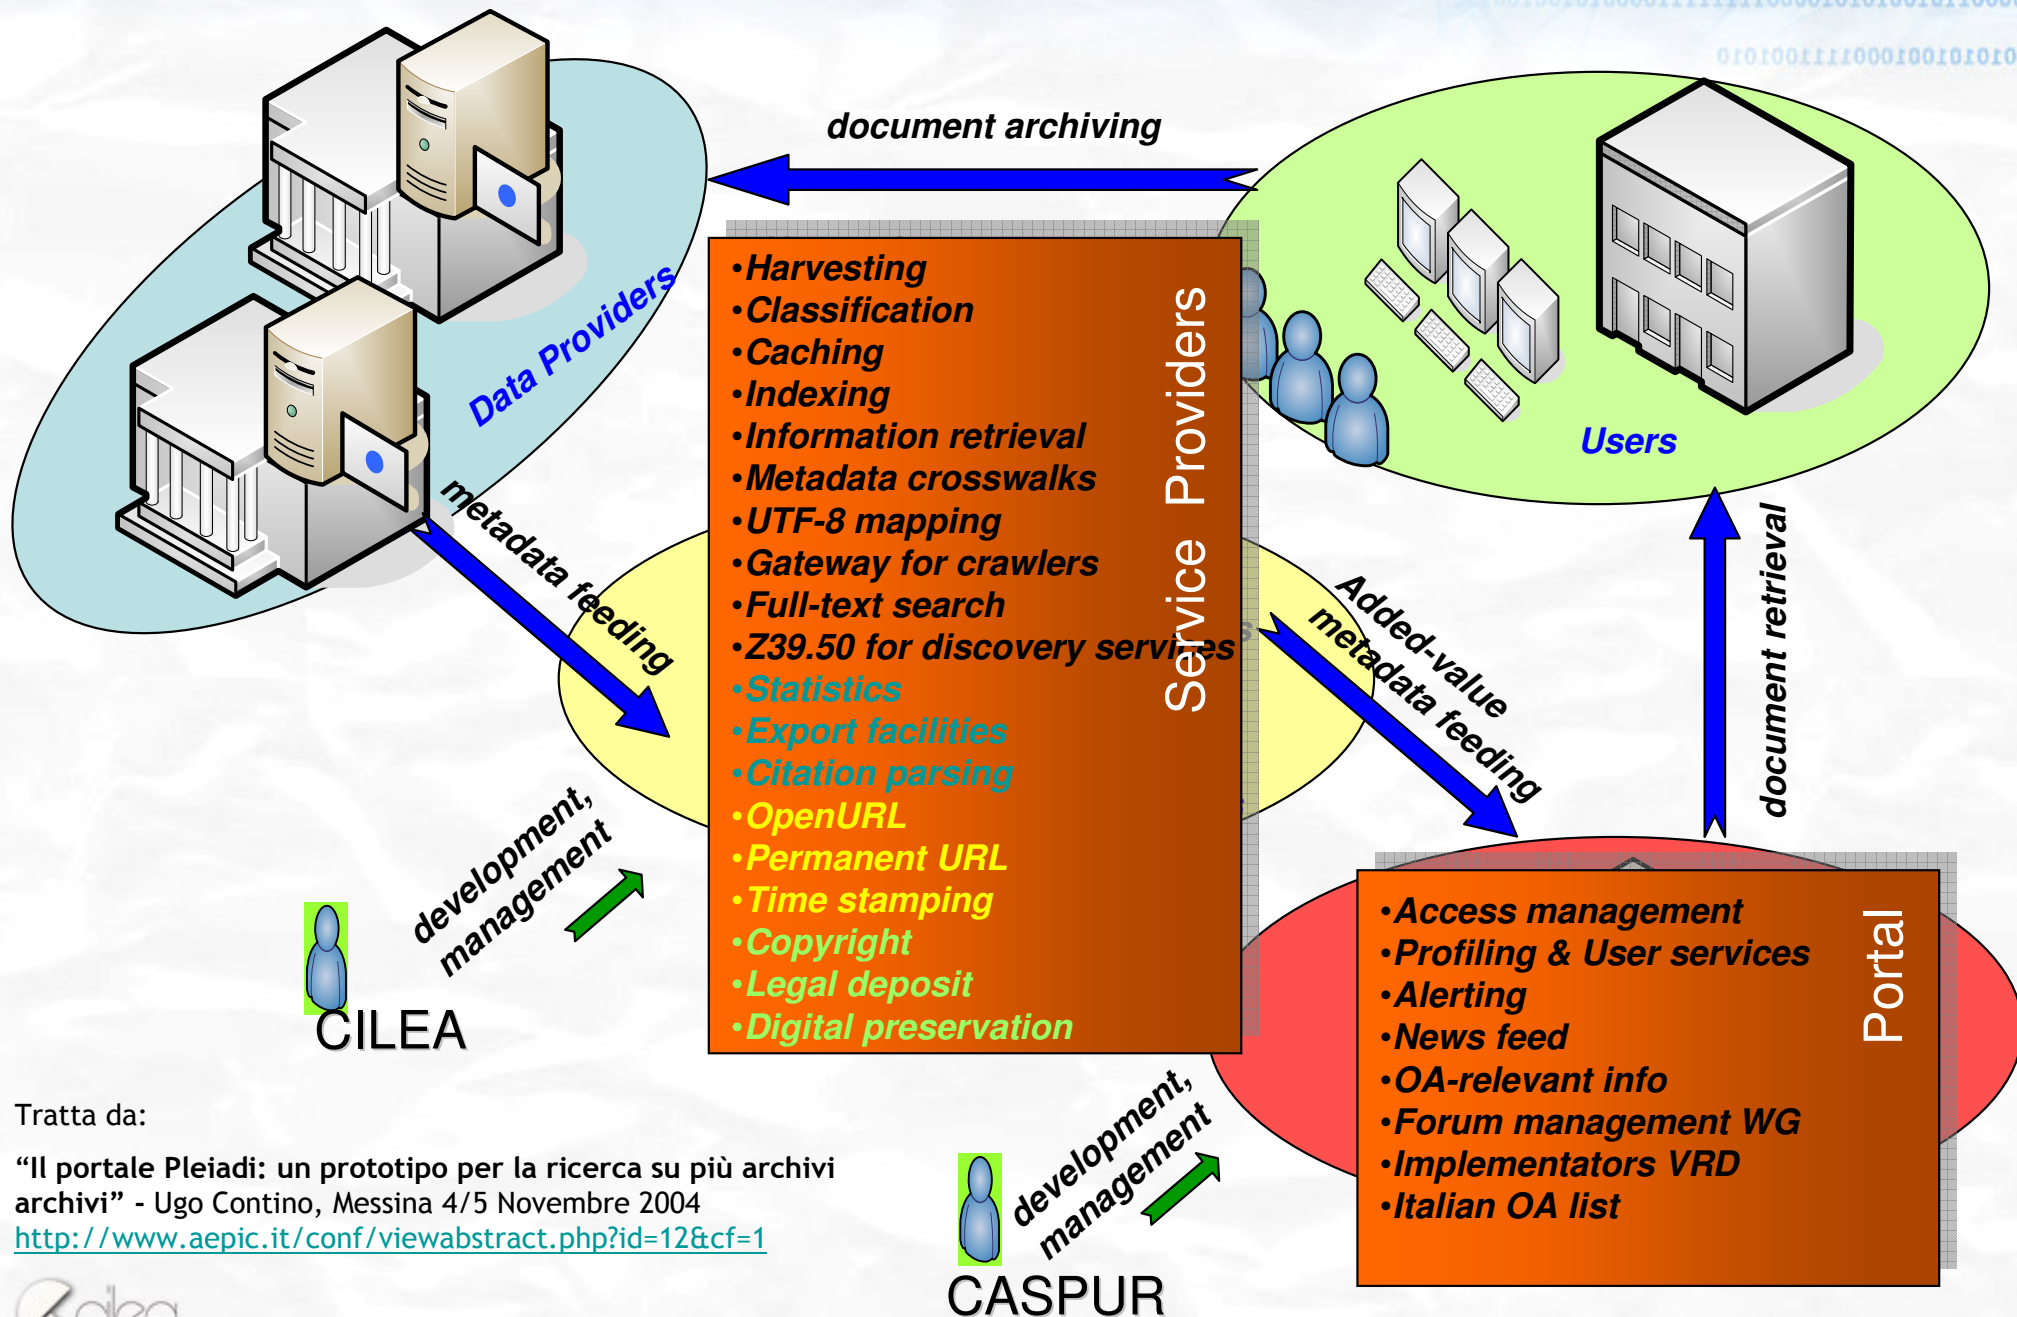 document archiving
Data Providers
•Harvesting
•Classification
•Caching
•Indexing
•Information retrieval
•Metadata crosswalks
•UTF-8 mapping
•Gateway for crawlers
•Full-text search
•Z39.50 for discovery services
•Statistics
•Export facilities
•Citation parsing
•OpenURL
•Permanent URL
•Time stamping
•Copyright
•Legal deposit
•Digital preservation
Service Providers
Users
metadata feeding
Added-value
metadata feeding
document retrieval
development,
management
CILEA
•Access management
•Profiling & User services
•Alerting
•News feed
•OA-relevant info
•Forum management WG
•Implementators VRD
•Italian OA list
Portal
development,
management
CASPUR
Tratta da:
“Il portale Pleiadi: un prototipo per la ricerca su più archivi
archivi” - Ugo Contino, Messina 4/5 Novembre 2004
http://www.aepic.it/conf/viewabstract.php?id=12&cf=1